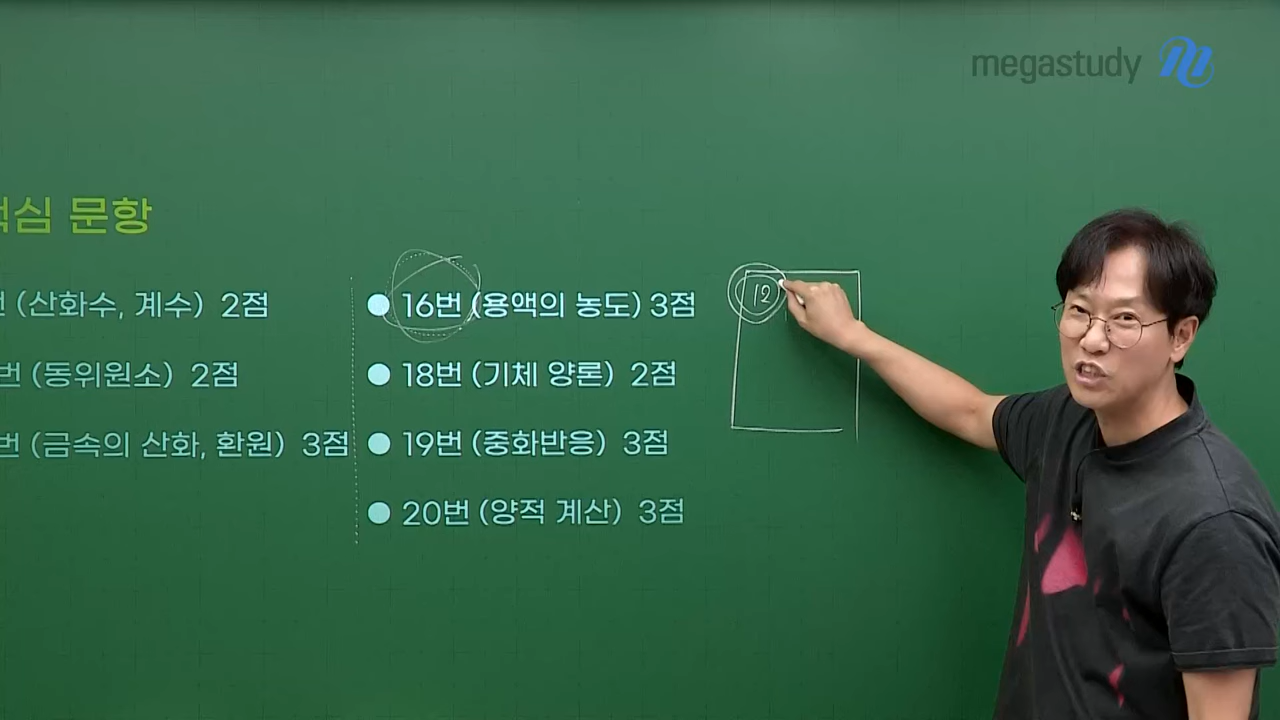 megastudy
핵심 문항
번 (산화수, 계수) 2점
번 (동위원소) 2점
번 (금속의 산화, 환원) 3점
● 16번 (용액의 농도) 3점
● 18번 (기체 양론) 2점
● 19번 (중화반응) 3점
● 20번 (양적 계산) 3점
12